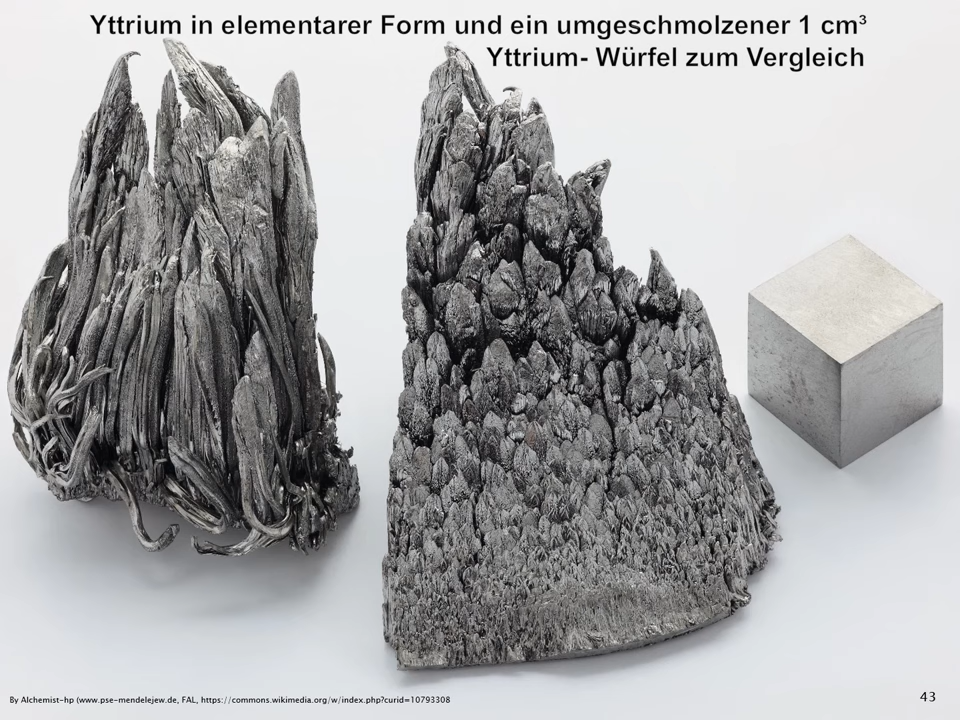 Yttrium in elementarer Form und ein umgeschmolzener 1 cm³
Yttrium- Würfel zum Vergleich
By Alchemist-hp (www.pse-mendelejew.de, FAL, https://commons.wikimedia.org/w/index.php?curid=10793308
43